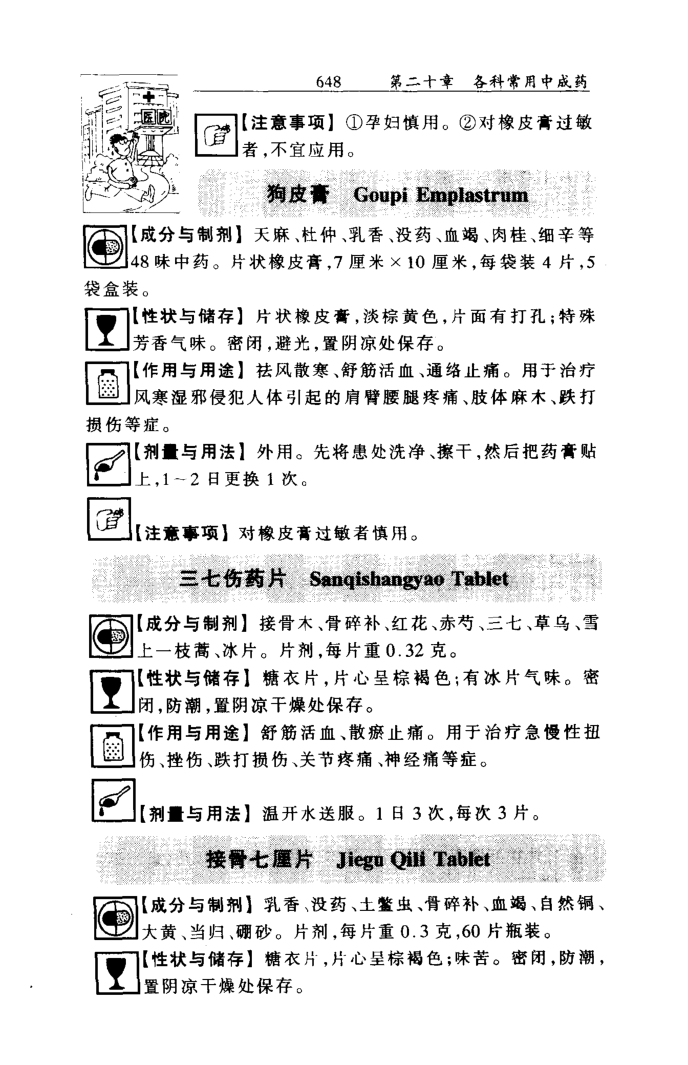 648 第二十章 各科常用中成药
医院
【注意事项】①孕妇慎用。②对橡皮膏过敏
者,不宜应用。
狗皮膏 Goupi Emplastrum
【成分与制剂】天麻、杜仲、乳香、没药、血竭、肉桂、细辛等
48味中药。片状橡皮膏,7厘米×10厘米,每袋装4片,5
袋盒装。
【性状与储存】片状橡皮膏,淡棕黄色,片面有打孔;特殊
芳香气味。密闭,避光,置阴凉处保存。
【作用与用途】祛风散寒、舒筋活血、通络止痛。用于治疗
风寒湿邪侵犯人体引起的肩臂腰腿疼痛、肢体麻木、跌打
损伤等症。
【剂量与用法】外用。先将患处洗净、擦干,然后把药膏贴
上,1~2日更换1次。
【注意事项】对橡皮膏过敏者慎用。
三七伤药片 Sanqishangyao Tablet
【成分与制剂】接骨木、骨碎补、红花、赤芍、三七、草乌、雪
上一枝蒿、冰片。片剂,每片重0.32克。
【性状与储存】糖衣片,片心呈棕褐色;有冰片气味。密
闭,防潮,置阴凉干燥处保存。
【作用与用途】舒筋活血、散瘀止痛。用于治疗急慢性扭
伤、挫伤、跌打损伤、关节疼痛、神经痛等症。
【剂量与用法】温开水送服。1日3次,每次3片。
接骨七厘片 Jiegu Qili Tablet
【成分与制剂】乳香、没药、土鳖虫、骨碎补、血竭、自然铜、
大黄、当归、硼砂。片剂,每片重0.3克,60片瓶装。
【性状与储存】糖衣片,片心呈棕褐色;味苦。密闭,防潮,
置阴凉干燥处保存。